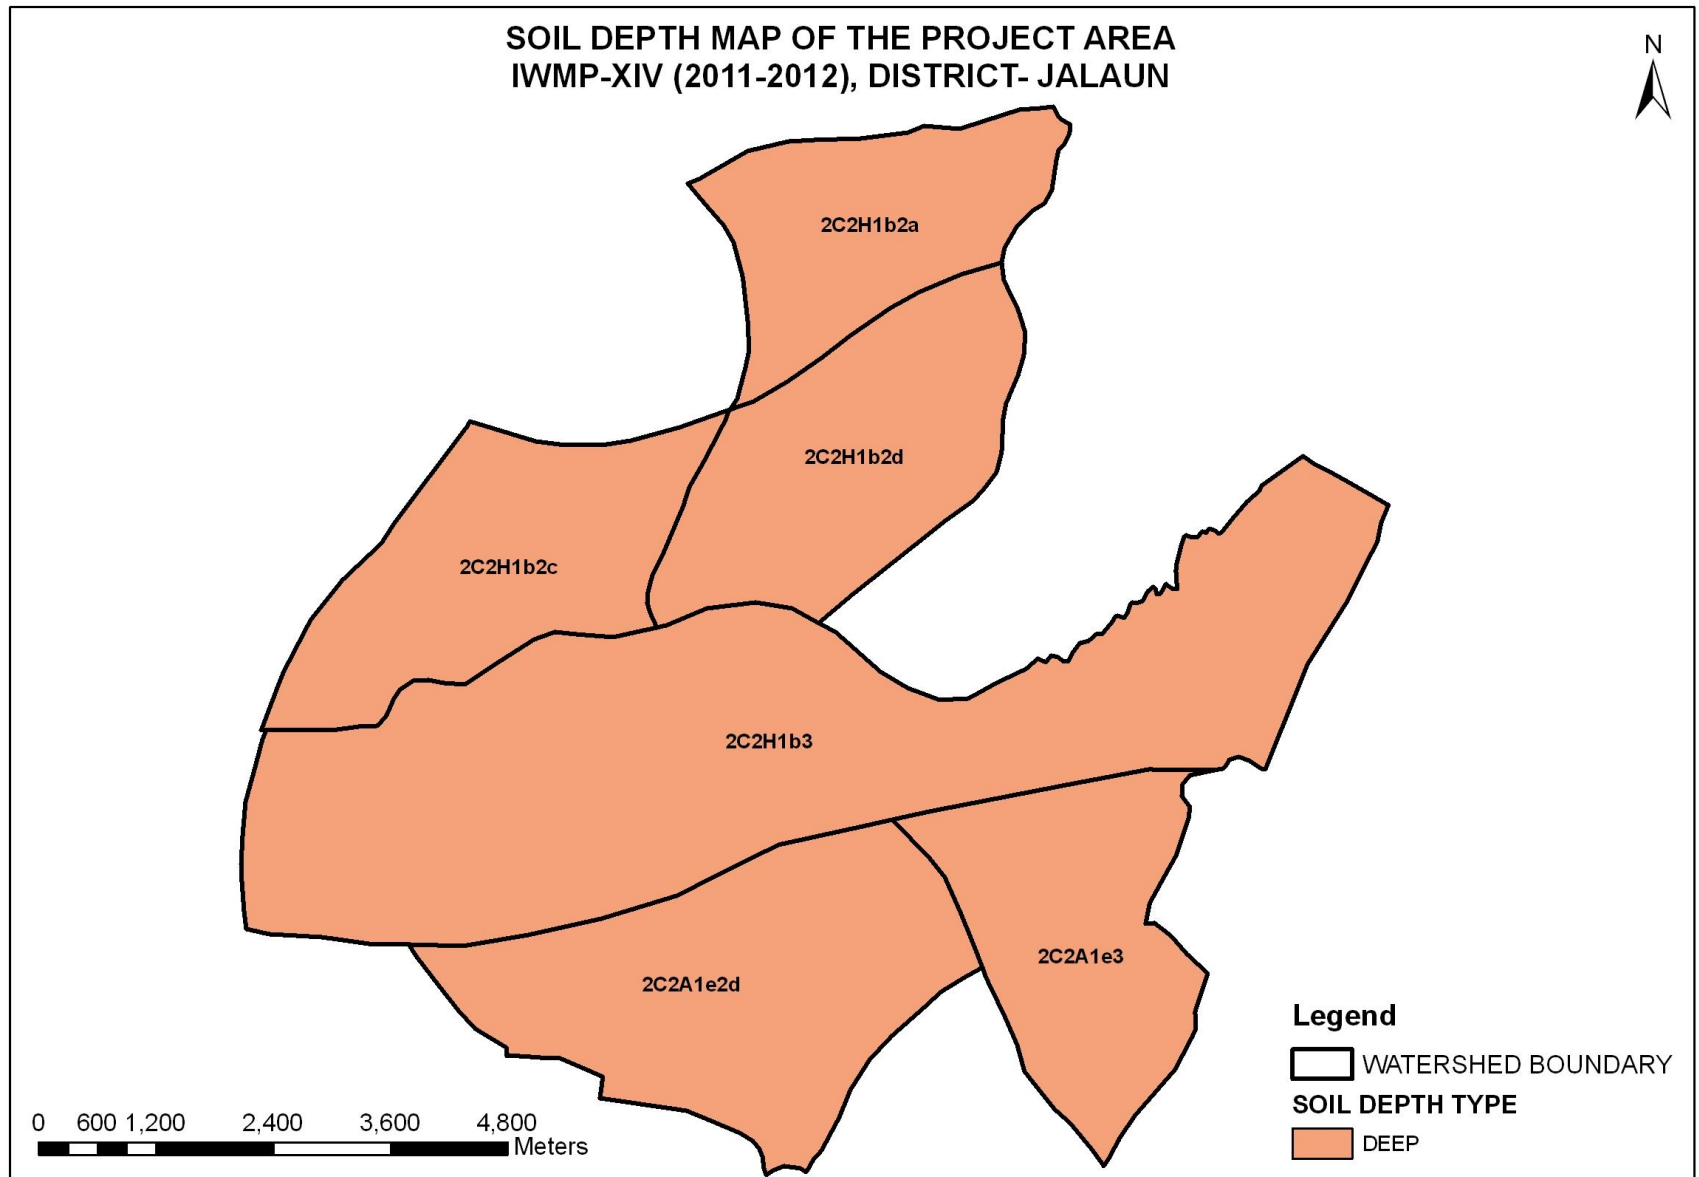 SOIL DEPTH MAP OF THE PROJECT AREA
IWMP-XIV (2011-2012), DISTRICT- JALAUN
N
2C2H1b2a
2C2H1b2d
2C2H1b2c
2C2H1b3
2C2A1e3
2C2A1e2d
Legend
WATERSHED BOUNDARY
SOIL DEPTH TYPE
DEEP
0 600 1,200 2,400 3,600 4,800
Meters